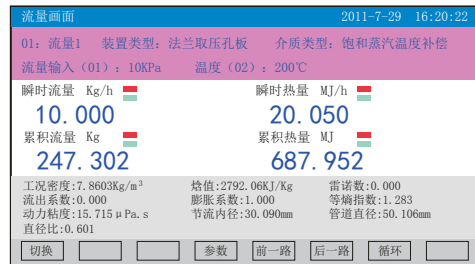 流量画面 2011-7-29 16:20:22
01：流量1 装置类型：法兰取压孔板 介质类型：饱和蒸汽温度补偿
流量输入（01）：10KPa 温度（02）：200℃
瞬时流量 Kg/h 瞬时热量 MJ/h
10.000 20.050
累积流量 Kg 累积热量 MJ
247.302 687.952
工况密度:7.8603Kg/m³ 焓值:2792.06KJ/Kg 雷诺数:0.000
流出系数:0.000 膨胀系数:1.000 等熵指数:1.283
动力粘度:15.715μPa.s 节流内径:30.090mm 管道直径:50.106mm
直径比:0.601
切换 参数 前一路 后一路 循环